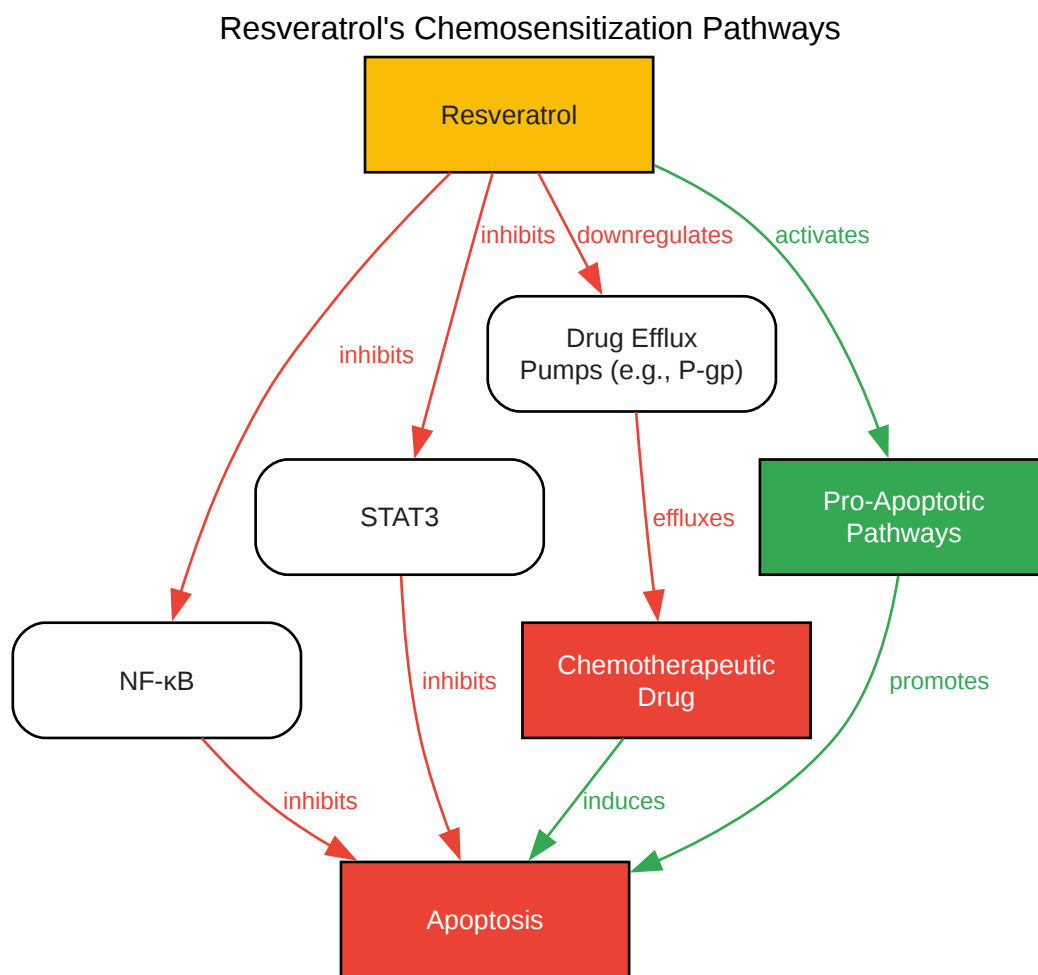 Resveratrol's Chemosensitization Pathways
Resveratrol
inhibits
downregulates
activates
Drug Efflux
Pumps (e.g., P-gp)
inhibits
STAT3
effluxes
Pro-Apoptotic
Pathways
NF-κB
inhibits
Chemotherapeutic
Drug
promotes
inhibits
induces
Apoptosis